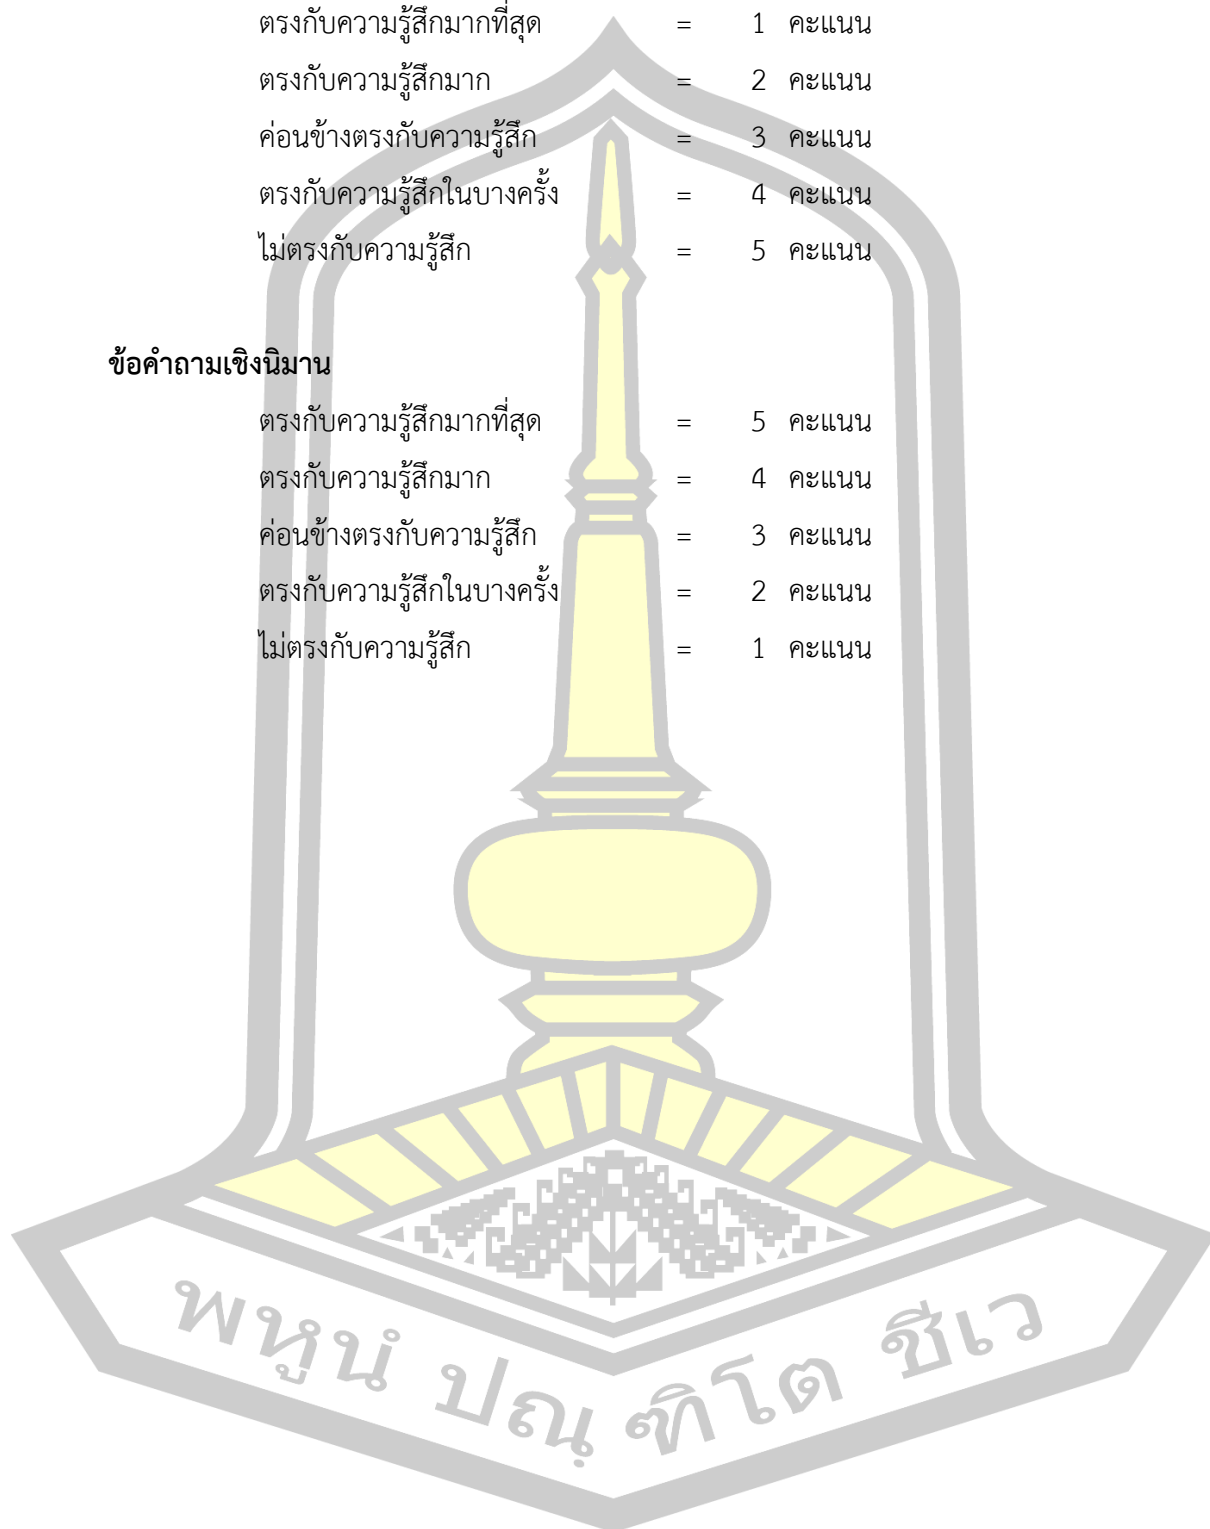 ตรงกับความรู้สึกมากที่สุด = 1 คะแนน
ตรงกับความรู้สึกมาก = 2 คะแนน
ค่อนข้างตรงกับความรู้สึก = 3 คะแนน
ตรงกับความรู้สึกในบางครั้ง = 4 คะแนน
ไม่ตรงกับความรู้สึก = 5 คะแนน
ข้อคำถามเชิงนิมาน
ตรงกับความรู้สึกมากที่สุด = 5 คะแนน
ตรงกับความรู้สึกมาก = 4 คะแนน
ค่อนข้างตรงกับความรู้สึก = 3 คะแนน
ตรงกับความรู้สึกในบางครั้ง = 2 คะแนน
ไม่ตรงกับความรู้สึก = 1 คะแนน
พหูนํ ปณฺ ฑิโต ชีเว